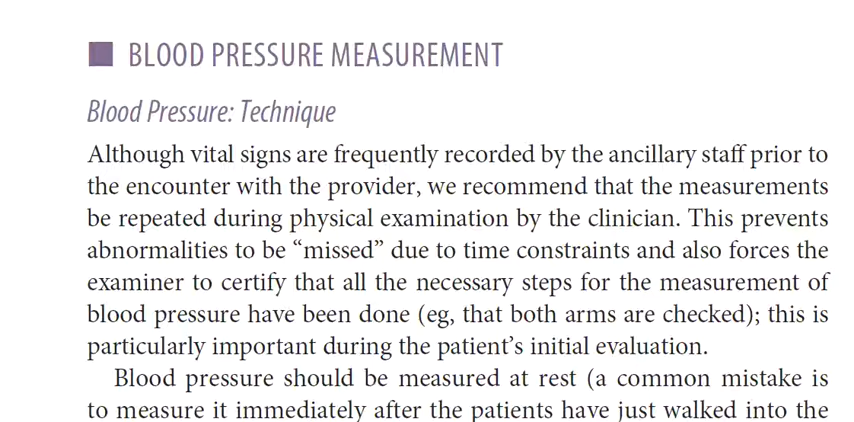 BLOOD PRESSURE MEASUREMENT
Blood Pressure: Technique
Although vital signs are frequently recorded by the ancillary staff prior to
the encounter with the provider, we recommend that the measurements
be repeated during physical examination by the clinician. This prevents
abnormalities to be “missed” due to time constraints and also forces the
examiner to certify that all the necessary steps for the measurement of
blood pressure have been done (eg, that both arms are checked); this is
particularly important during the patient’s initial evaluation.
Blood pressure should be measured at rest (a common mistake is
to measure it immediately after the patients have just walked into the